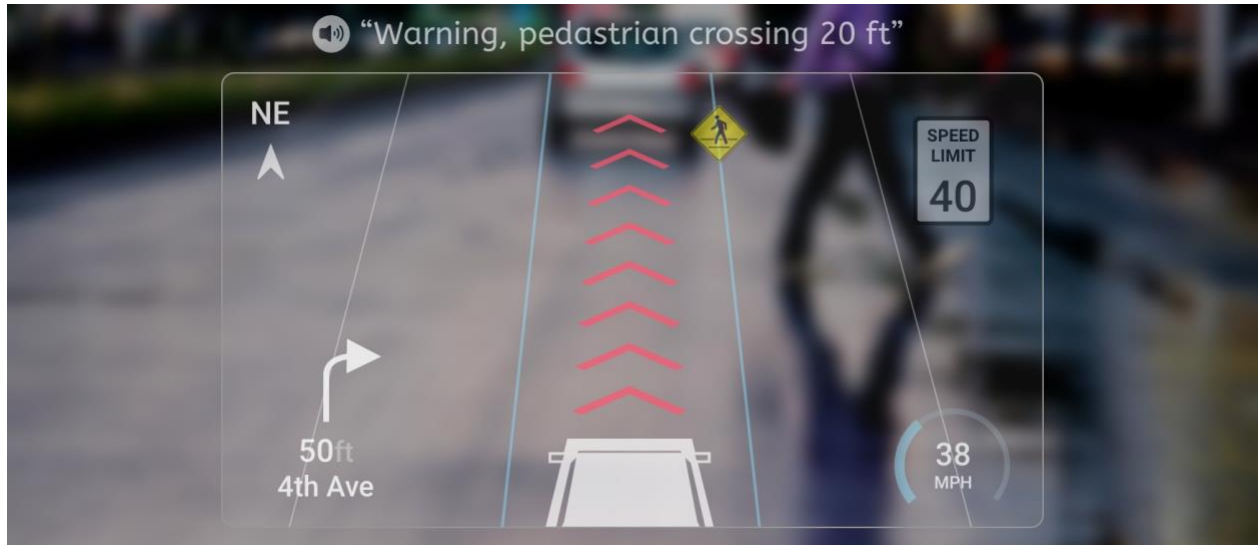 “Warning, pedastrian crossing 20 ft”
NE
SPEED
LIMIT
40
50ft
4th Ave
38
MPH